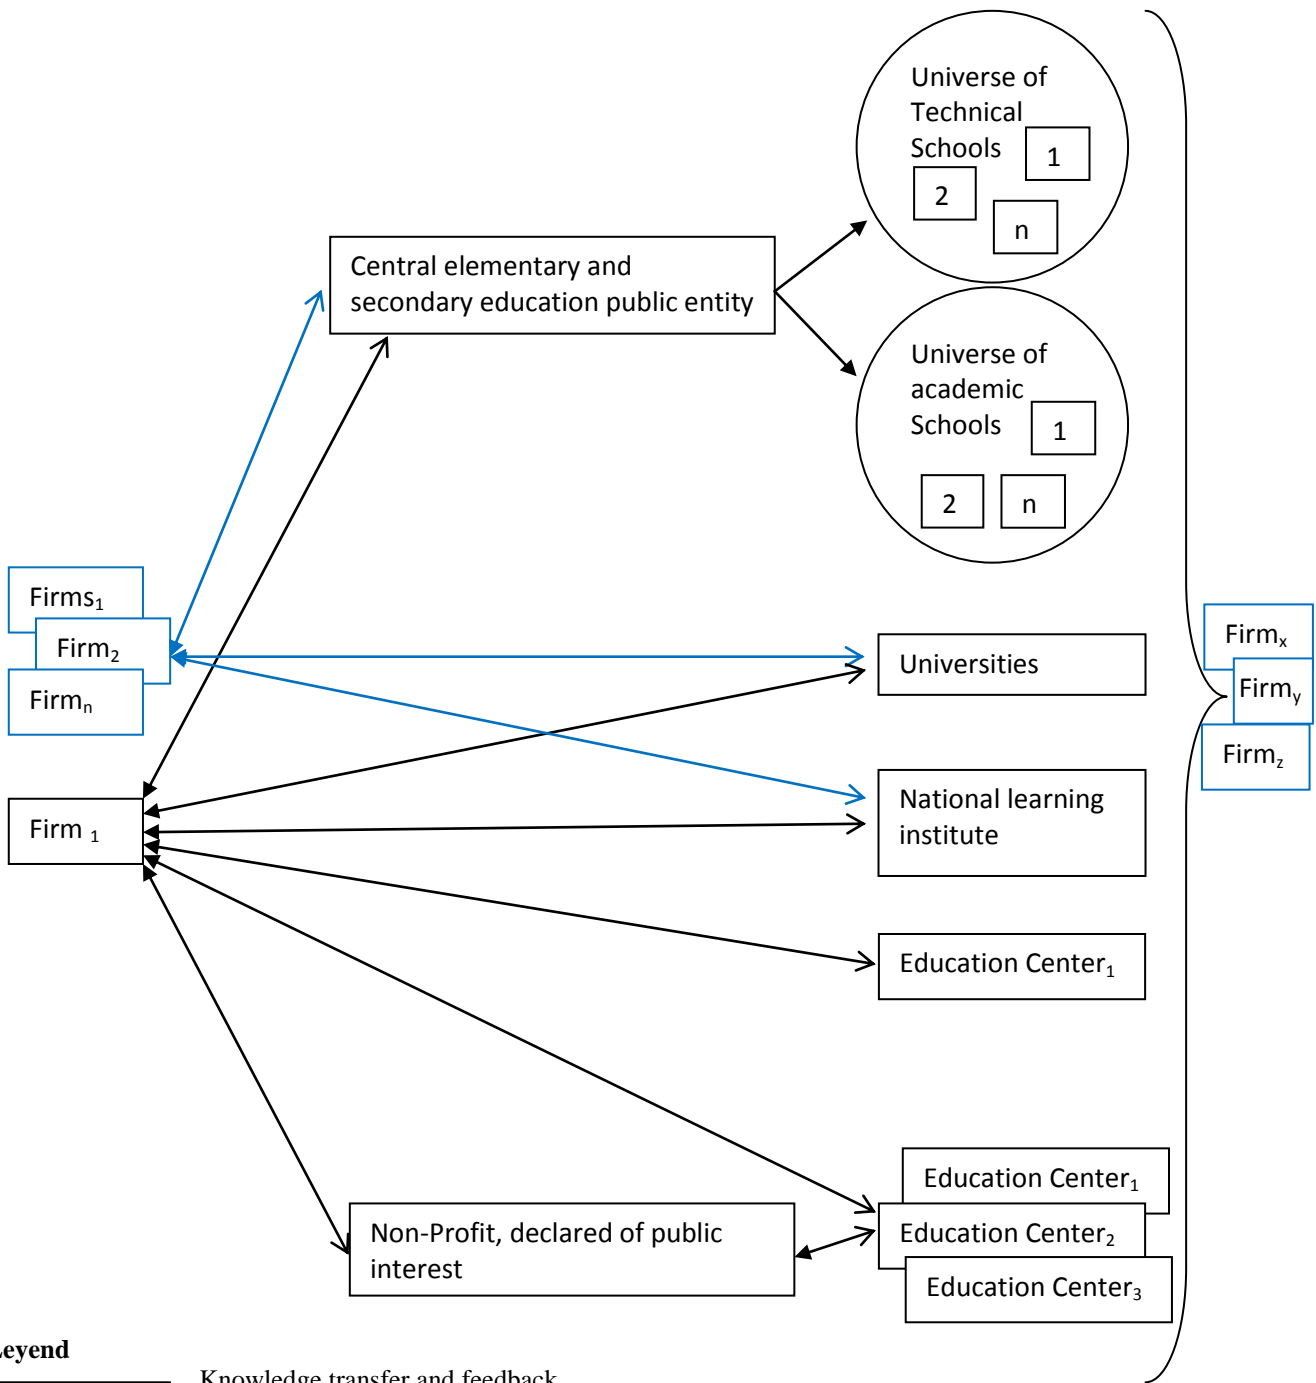 Universe of
Technical
Schools
1
2
n
Central elementary and
secondary education public entity
Universe of
academic
Schools
1
2
n
Firms1
Firm2
Firmn
Universities
Firmx
Firmy
Firmz
National learning
institute
Firm 1
Education Center1
Education Center1
Non-Profit, declared of public
interest
Education Center2
Education Center3
eyend
Knowledge transfer and feedback